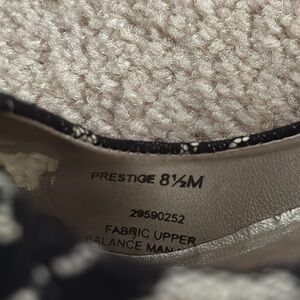 PRESTIGE 8½M
29590252
FABRIC UPPER
BALANCE MAN